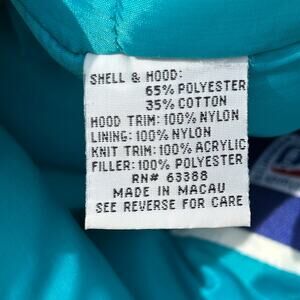 SHELL & HOOD:
65% POLYESTER
35% COTTON
HOOD TRIM: 100% NYLON
LINING: 100% NYLON
KNIT TRIM: 100% ACRYLIC
FILLER: 100% POLYESTER
RN# 63388
MADE IN MACAU
SEE REVERSE FOR CARE